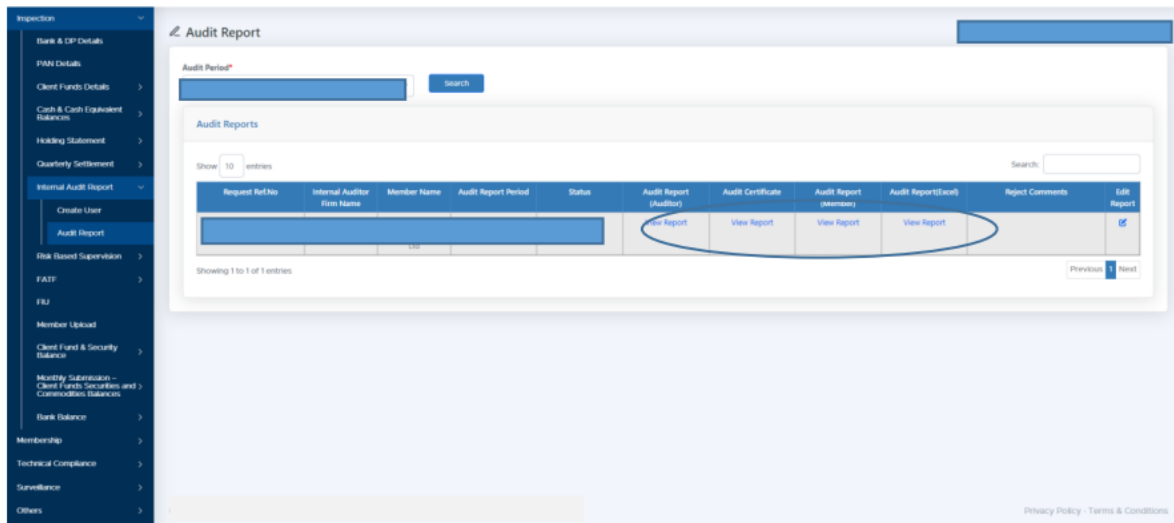 Inspection
Bank & DP Details
PAN Details
Client Funds Details
Cash & Cash Equivalent
Balances
Holding Statement
Quarterly Settlement
Internal Audit Report
Create User
Audit Report
Risk Based Supervision
FATF
FIU
Member Upload
Client Fund & Security
Balance
Monthly Submission –
Client Funds Securities and
Commodities Balances
Bank Balance
Membership
Technical Compliance
Surveillance
Others
Audit Report
Audit Period*
Search
Audit Reports
Show 10 entries
Search:
Request Ref.No Internal Auditor Firm Name Member Name Audit Report Period Status Audit Report (Auditor) Audit Certificate Audit Report (Member) Audit Report(Excel) Reject Comments Edit Report
View Report View Report View Report View Report
Ltd
Showing 1 to 1 of 1 entries
Previous 1 Next
Privacy Policy - Terms & Conditions